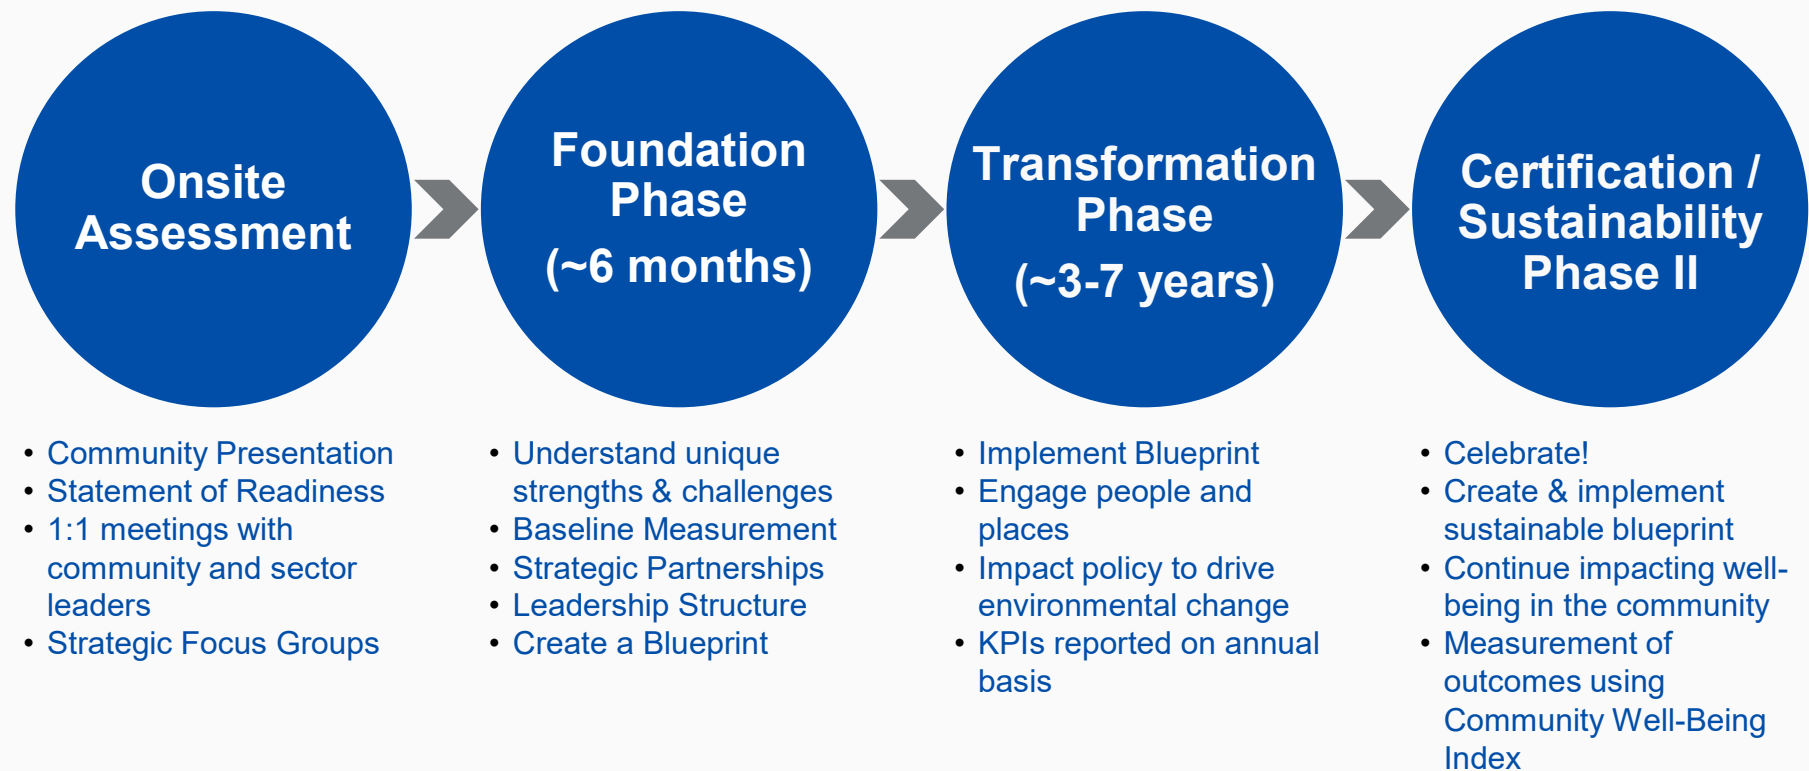 Onsite
Assessment
Foundation
Phase
(~6 months)
Transformation
Phase
(~3-7 years)
Certification /
Sustainability
Phase II
• Community Presentation
• Statement of Readiness
• 1:1 meetings with
community and sector
leaders
• Strategic Focus Groups
• Understand unique
strengths & challenges
• Baseline Measurement
• Strategic Partnerships
• Leadership Structure
• Create a Blueprint
• Implement Blueprint
• Engage people and
places
• Impact policy to drive
environmental change
• KPIs reported on annual
basis
• Celebrate!
• Create & implement
sustainable blueprint
• Continue impacting well-
being in the community
• Measurement of
outcomes using
Community Well-Being
Index